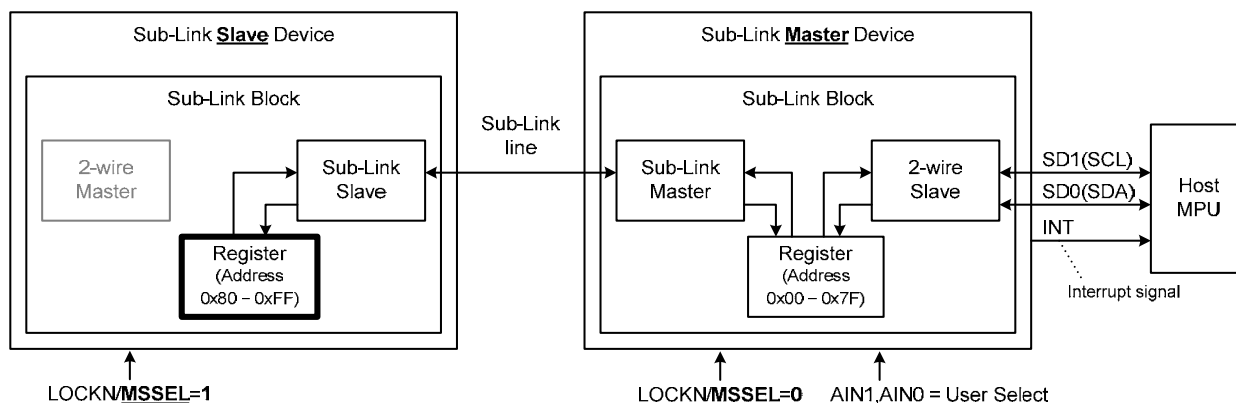 Sub-Link Slave Device
Sub-Link Block
2-wire
Master
Sub-Link
Slave
Register
(Address
0x80 – 0xFF)
LOCKN/MSSEL=1
Sub-Link
line
Sub-Link Master Device
Sub-Link Block
Sub-Link
Master
2-wire
Slave
Register
(Address
0x00 – 0x7F)
LOCKN/MSSEL=0
AIN1,AIN0 = User Select
SD1(SCL)
SD0(SDA)
INT
Interrupt signal
Host
MPU